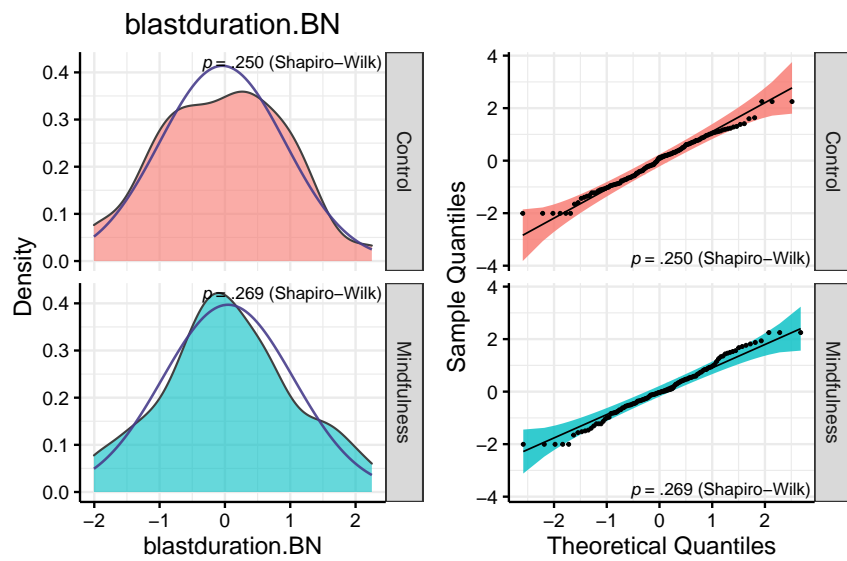 blastduration.BN
p = .250 (Shapiro−Wilk)
0.4
0.3
0.2
0.1
0.0
Control
p = .269 (Shapiro−Wilk)
0.4
0.3
0.2
0.1
0.0
Mindfulness
−2
−1
0
1
2
Density
blastduration.BN
4
2
0
−2
−4
p = .250 (Shapiro−Wilk)
Control
4
2
0
−2
−4
p = .269 (Shapiro−Wilk)
Mindfulness
−2
−1
0
1
2
Sample Quantiles
Theoretical Quantiles